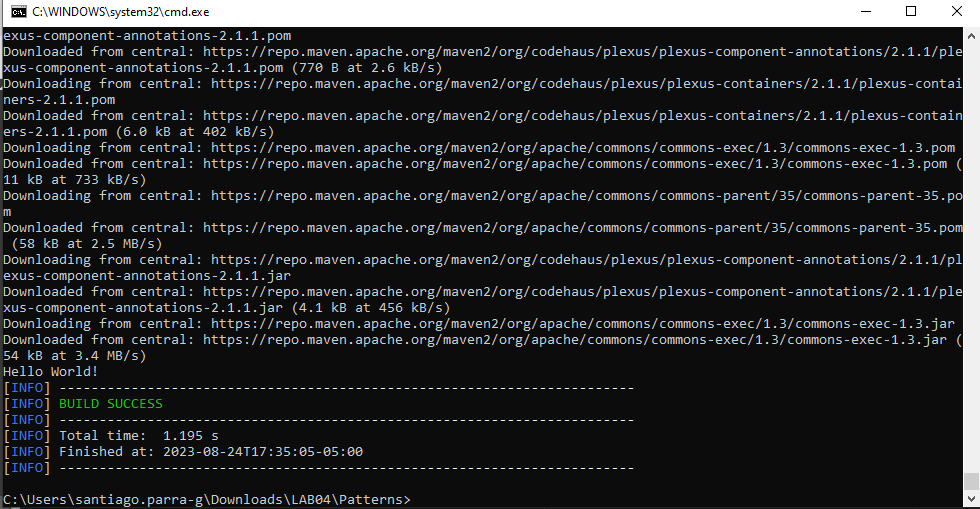 C:\WINDOWS\system32\cmd.exe
exus-component-annotations-2.1.1.pom
Downloaded from central: https://repo.maven.apache.org/maven2/org/codehaus/plexus/plexus-component-annotations/2.1.1/ple
xus-component-annotations-2.1.1.pom (770 B at 2.6 kB/s)
Downloading from central: https://repo.maven.apache.org/maven2/org/codehaus/plexus/plexus-containers/2.1.1/plexus-contai
ners-2.1.1.pom
Downloaded from central: https://repo.maven.apache.org/maven2/org/codehaus/plexus/plexus-containers/2.1.1/plexus-contain
ers-2.1.1.pom (6.0 kB at 402 kB/s)
Downloading from central: https://repo.maven.apache.org/maven2/org/apache/commons/commons-exec/1.3/commons-exec-1.3.pom
Downloaded from central: https://repo.maven.apache.org/maven2/org/apache/commons/commons-exec/1.3/commons-exec-1.3.pom (
11 kB at 733 kB/s)
Downloading from central: https://repo.maven.apache.org/maven2/org/apache/commons/commons-parent/35/commons-parent-35.po
m
Downloaded from central: https://repo.maven.apache.org/maven2/org/apache/commons/commons-parent/35/commons-parent-35.pom
 (58 kB at 2.5 MB/s)
Downloading from central: https://repo.maven.apache.org/maven2/org/codehaus/plexus/plexus-component-annotations/2.1.1/pl
exus-component-annotations-2.1.1.jar
Downloaded from central: https://repo.maven.apache.org/maven2/org/codehaus/plexus/plexus-component-annotations/2.1.1/ple
xus-component-annotations-2.1.1.jar (4.1 kB at 456 kB/s)
Downloading from central: https://repo.maven.apache.org/maven2/org/apache/commons/commons-exec/1.3/commons-exec-1.3.jar
Downloaded from central: https://repo.maven.apache.org/maven2/org/apache/commons/commons-exec/1.3/commons-exec-1.3.jar (
54 kB at 3.4 MB/s)
Hello World!
[INFO] ------------------------------------------------------------------------
[INFO] BUILD SUCCESS
[INFO] ------------------------------------------------------------------------
[INFO] Total time:  1.195 s
[INFO] Finished at: 2023-08-24T17:35:05-05:00
[INFO] ------------------------------------------------------------------------
C:\Users\santiago.parra-g\Downloads\LAB04\Patterns>